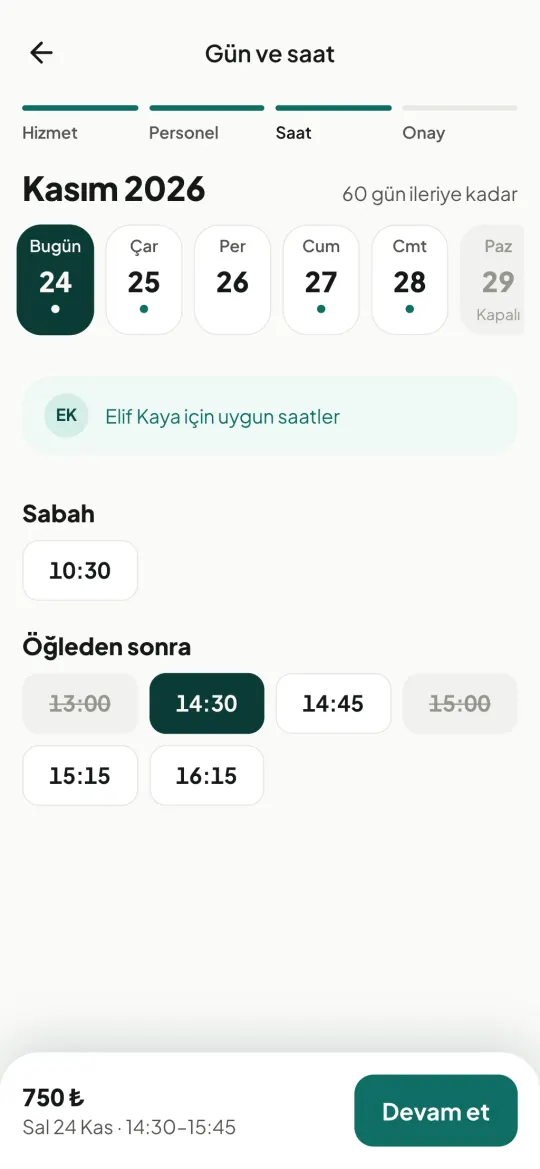 Gün ve saat
Hizmet Personel Saat Onay
Kasım 2026 60 gün ileriye kadar
Bugün Çar Per Cum Cmt Paz
24 25 26 27 28 29
Kapalı
EK Elif Kaya için uygun saatler
Sabah
10:30
Öğleden sonra
13:00 14:30 14:45 15:00
15:15 16:15
750 ₺
Sal 24 Kas · 14:30–15:45
Devam et